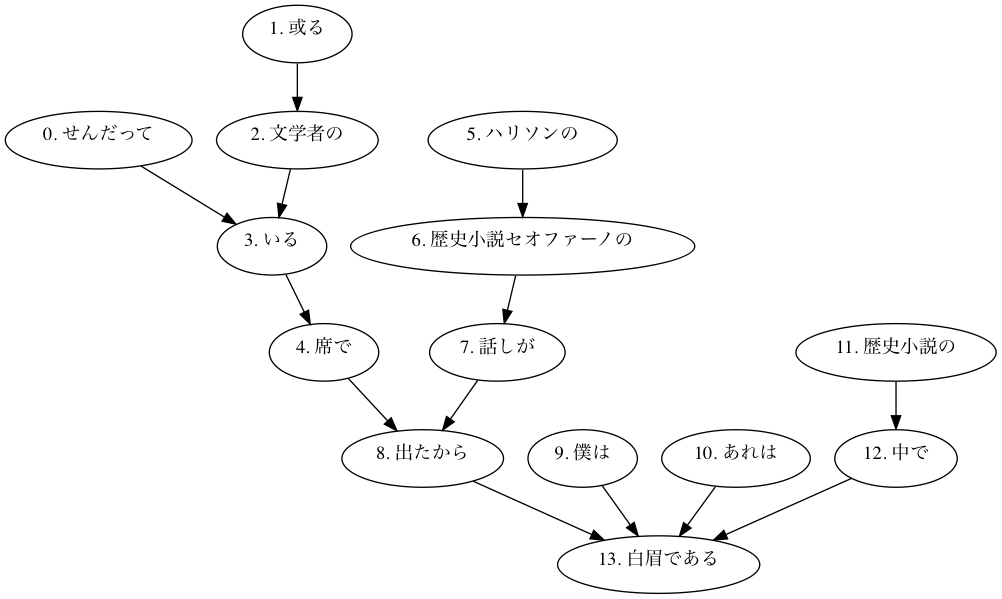 1. 或る
0. せんだって
2. 文学者の
5. ハリソンの
3. いる
6. 歴史小説セオファーノの
4. 席で
7. 話しが
11. 歴史小説の
8. 出たから
9. 僕は
10. あれは
12. 中で
13. 白眉である